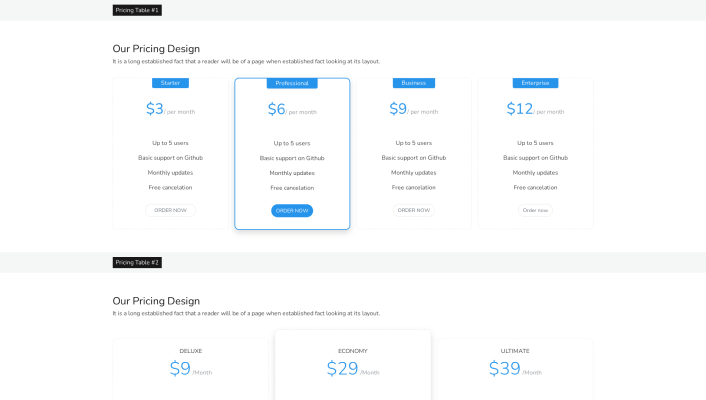 Pricing Table #1
Our Pricing Design
It is a long established fact that a reader will be of a page when established fact looking at its layout.
Starter
$3/ per month
Up to 5 users
Basic support on Github
Monthly updates
Free cancelation
ORDER NOW
Professional
$6/ per month
Up to 5 users
Basic support on Github
Monthly updates
Free cancelation
ORDER NOW
Business
$9/ per month
Up to 5 users
Basic support on Github
Monthly updates
Free cancelation
ORDER NOW
Enterprise
$12/ per month
Up to 5 users
Basic support on Github
Monthly updates
Free cancelation
Order now
Pricing Table #2
Our Pricing Design
It is a long established fact that a reader will be of a page when established fact looking at its layout.
DELUXE
$9 /Month
ECONOMY
$29 /Month
ULTIMATE
$39 /Month